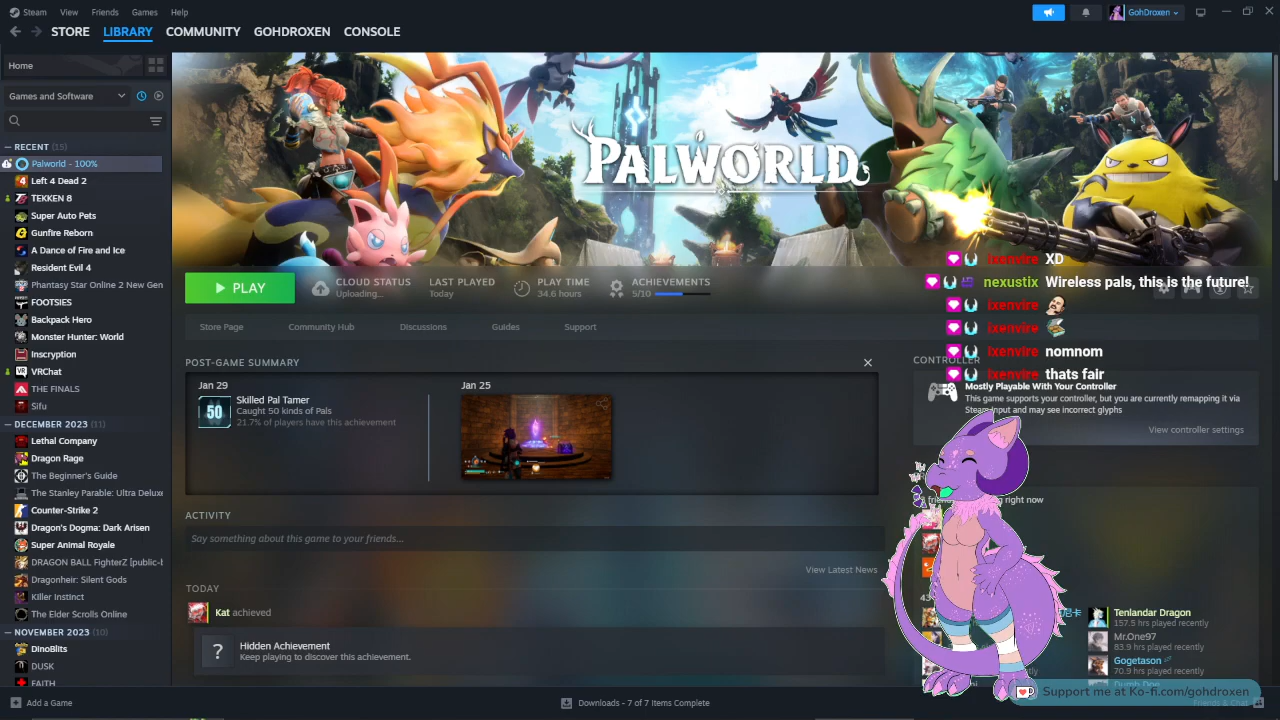 Steam View Friends Games Help
GohDroxen
STORE LIBRARY COMMUNITY GOHDROXEN CONSOLE
Home
Games and Software
RECENT (15)
Palworld - 100%
Left 4 Dead 2
TEKKEN 8
Super Auto Pets
Gunfire Reborn
A Dance of Fire and Ice
Resident Evil 4
Phantasy Star Online 2 New Gen
FOOTSIES
Backpack Hero
Monster Hunter: World
Inscryption
VRChat
THE FINALS
Sifu
DECEMBER 2023 (11)
Lethal Company
Dragon Rage
The Beginner's Guide
The Stanley Parable: Ultra Deluxe
Counter-Strike 2
Dragon's Dogma: Dark Arisen
Super Animal Royale
DRAGON BALL FighterZ [public-b
Dragonheir: Silent Gods
Killer Instinct
The Elder Scrolls Online
NOVEMBER 2023 (10)
DinoBlits
DUSK
FAITH
Add a Game
PALWORLD
PLAY
CLOUD STATUS
Uploading...
LAST PLAYED
Today
PLAY TIME
34.6 hours
ACHIEVEMENTS
5/10
Store Page Community Hub Discussions Guides Support
POST-GAME SUMMARY
Jan 29
50
Skilled Pal Tamer
Caught 50 kinds of Pals
21.7% of players have this achievement
Jan 25
ACTIVITY
Say something about this game to your friends...
View Latest News
TODAY
Kat achieved
?
Hidden Achievement
Keep playing to discover this achievement.
Downloads - 7 of 7 Items Complete
ixenvire XD
nexustix Wireless pals, this is the future!
ixenvire
ixenvire
ixenvire nomnom
ixenvire thats fair
CONTROLLER
Mostly Playable With Your Controller
This game supports your controller, but you are currently remapping it via
Steam Input and may see incorrect glyphs
View controller settings
right now
Tenlandar Dragon
157.5 hrs played recently
Mr.One97
83.9 hrs played recently
Gogetason
70.9 hrs played recently
Support me at Ko-fi.com/gohdroxen
Friends & Chat